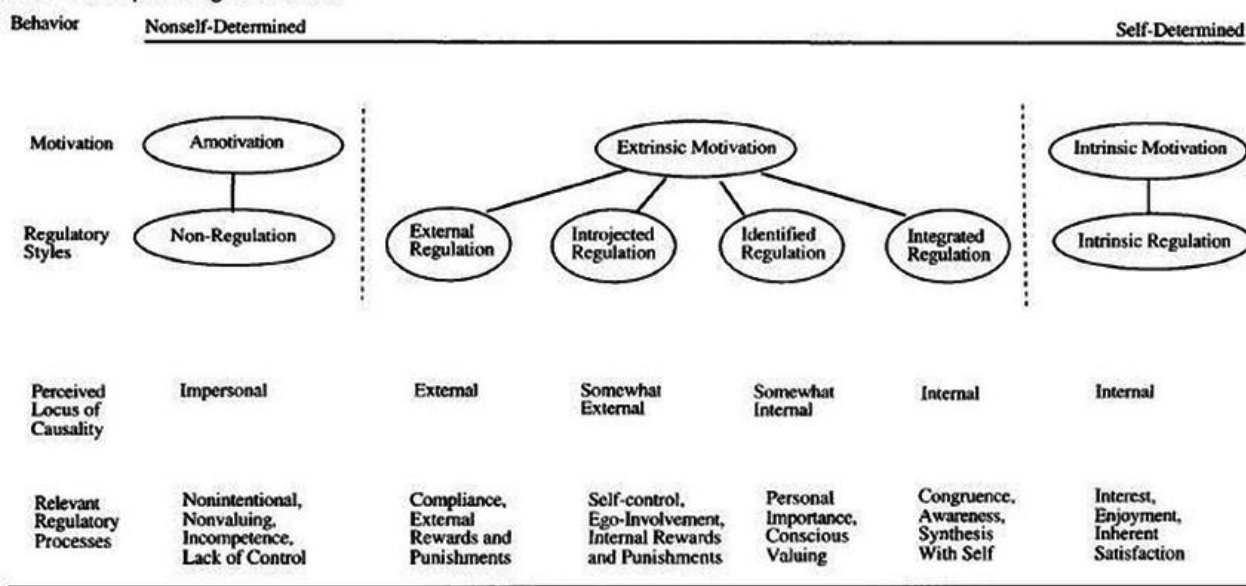 Behavior Nonself-Determined Self-Determined
Motivation Amotivation Extrinsic Motivation Intrinsic Motivation
Regulatory
Styles
Non-Regulation
External
Regulation
Introjected
Regulation
Identified
Regulation
Integrated
Regulation
Intrinsic Regulation
Perceived
Locus of
Causality
Impersonal
External
Somewhat
External
Somewhat
Internal
Internal
Internal
Relevant
Regulatory
Processes
Nonintentional,
Nonvaluing,
Incompetence,
Lack of Control
Compliance,
External
Rewards and
Punishments
Self-control,
Ego-Involvement,
Internal Rewards
and Punishments
Personal
Importance,
Conscious
Valuing
Congruence,
Awareness,
Synthesis
With Self
Interest,
Enjoyment,
Inherent
Satisfaction